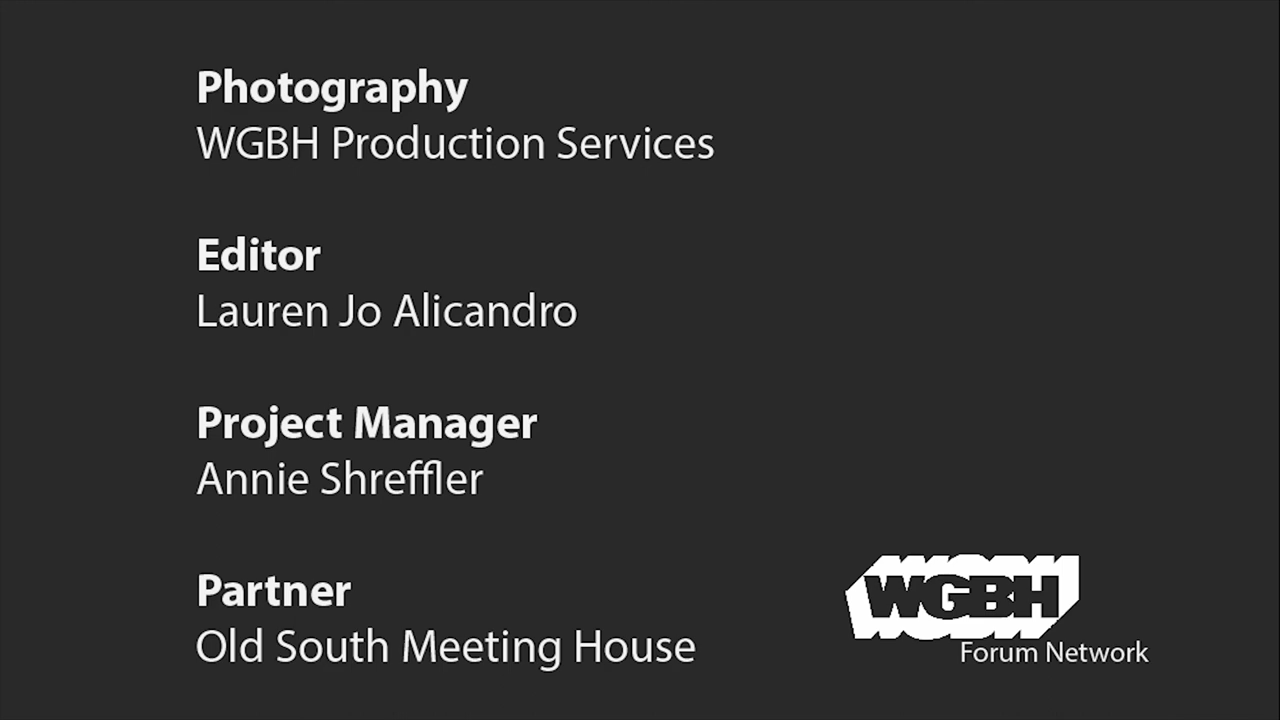 Photography
WGBH Production Services
Editor
Lauren Jo Alicandro
Project Manager
Annie Shreffler
Partner
Old South Meeting House
WGBH
Forum Network